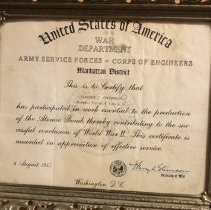 United States of America
WAR
DEPARTMENT
ARMY SERVICE FORCES - CORPS OF ENGINEERS
Manhattan District
This is to Certify that
has participated in work essential to the production
of the Atomic Bomb, thereby contributing to the suc-
cessful conclusion of World War II. This certificate
is awarded in appreciation of effective service.
6 August 1945
Henry L. Stimson
Secretary of War
Washington, D.C.